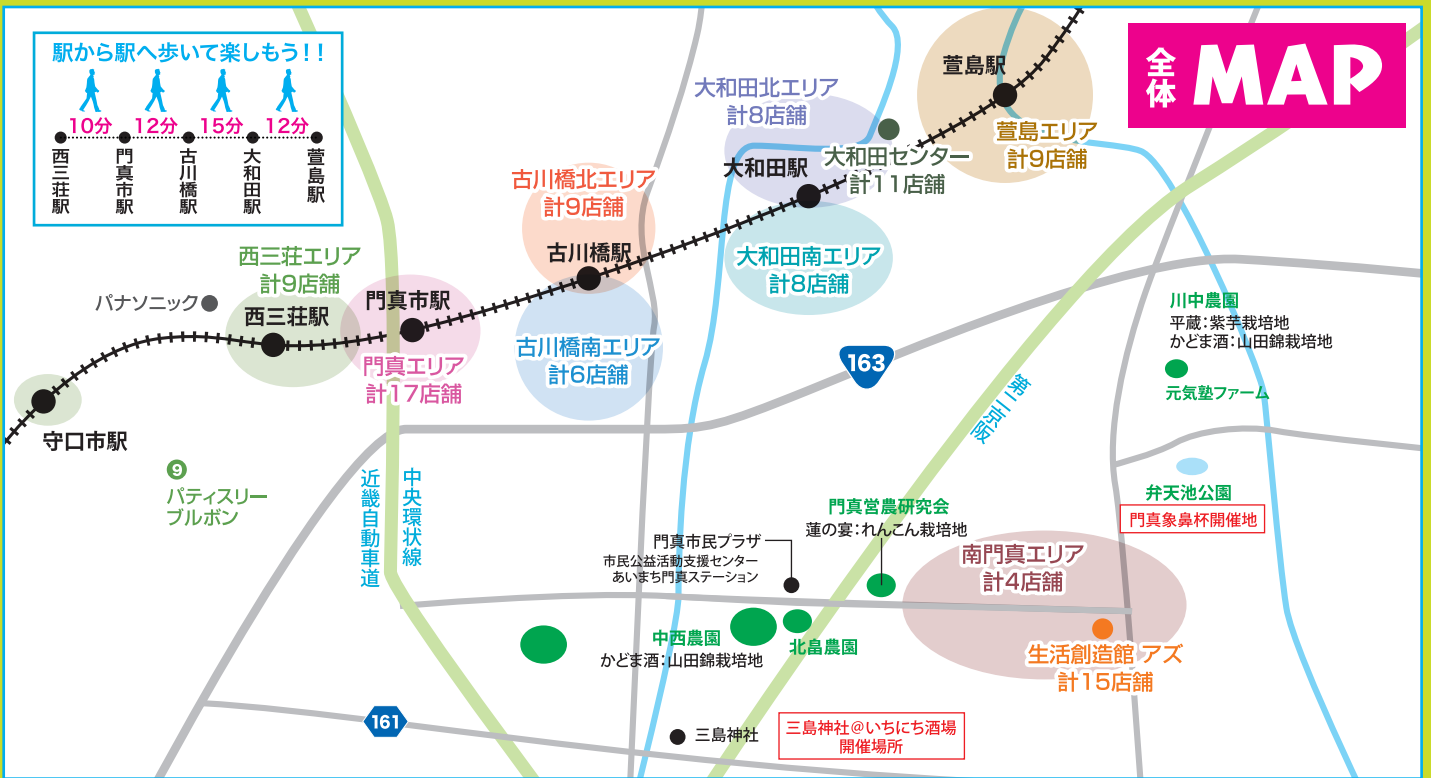 駅から駅へ歩いて楽しもう!!
10分 12分 15分 12分
西三荘駅
門真市駅
古川橋駅
大和田駅
萱島駅
全体 MAP
萱島駅
萱島エリア
計9店舗
大和田北エリア
計8店舗
大和田センター
計11店舗
大和田駅
大和田南エリア
計8店舗
古川橋北エリア
計9店舗
古川橋駅
古川橋南エリア
計6店舗
西三荘エリア
計9店舗
パナソニック
西三荘駅
門真市駅
門真エリア
計17店舗
守口市駅
9
パティスリー
ブルボン
近畿自動車道
中央環状線
163
第二京阪
川中農園
平蔵:紫芋栽培地
かどま酒:山田錦栽培地
元気塾ファーム
弁天池公園
門真象鼻杯開催地
門真営農研究会
蓮の宴:れんこん栽培地
門真市民プラザ
市民公益活動支援センター
あいまち門真ステーション
南門真エリア
計4店舗
生活創造館 アズ
計15店舗
中西農園
かどま酒:山田錦栽培地
北畠農園
161
三島神社
三島神社@いちにち酒場
開催場所